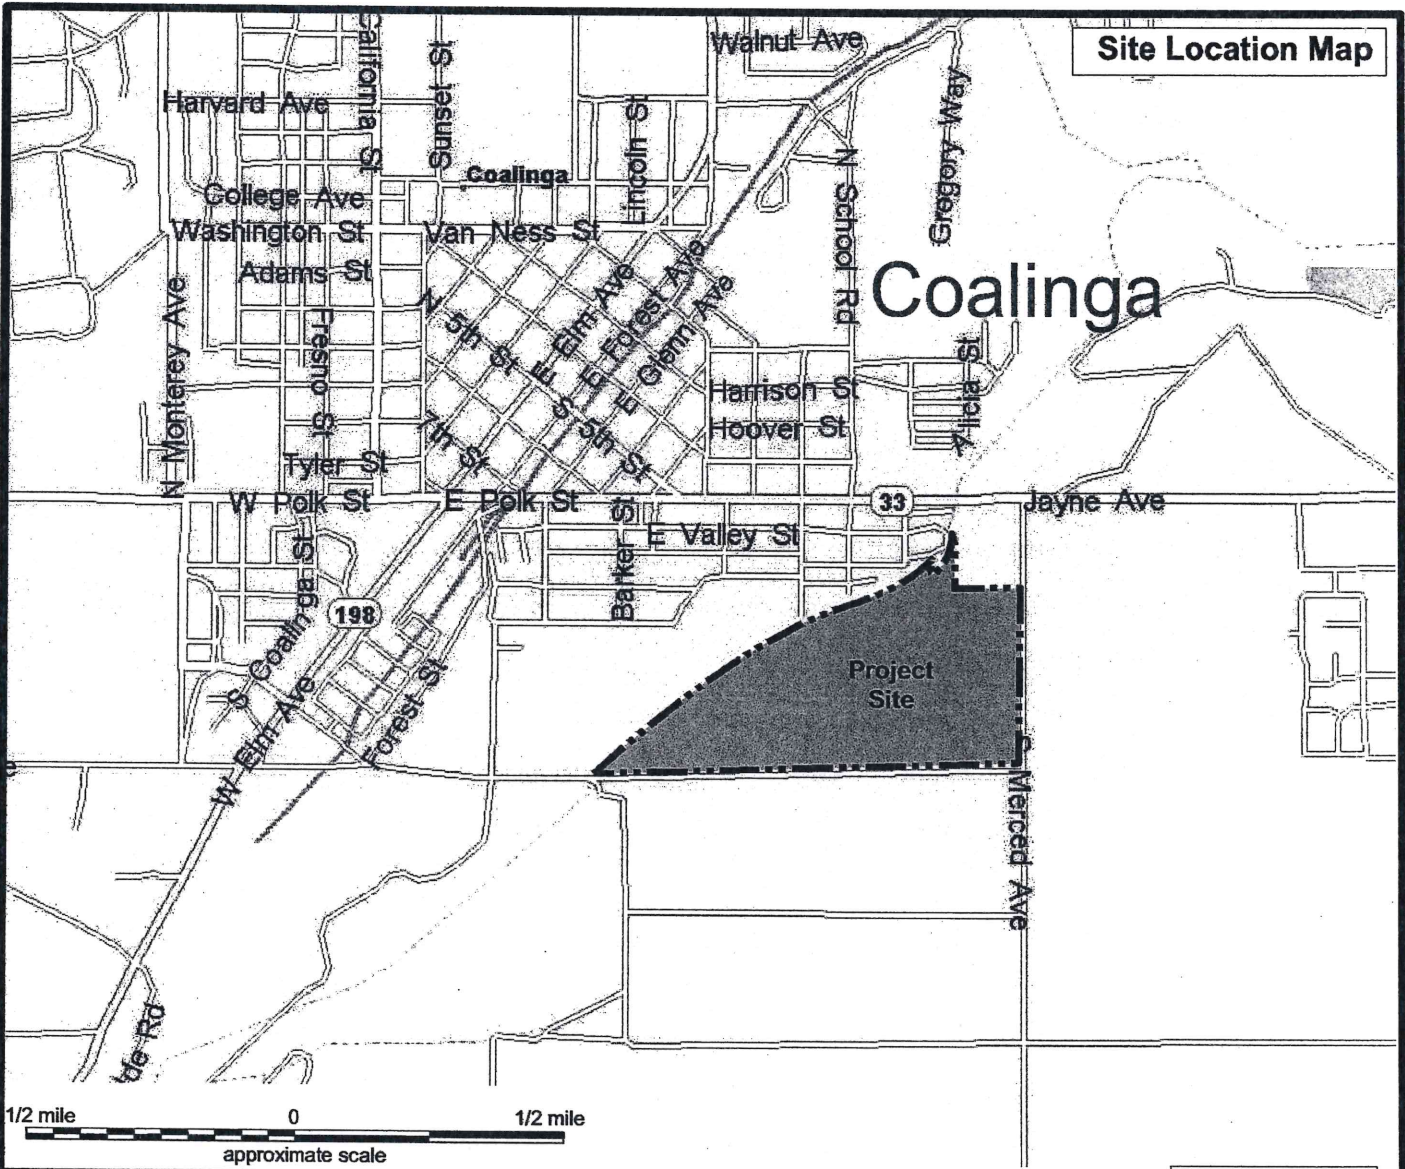 Site Location Map
Walnut Ave
California St
Sunset St
Harvard Ave
Lincoln St
Gregory Way
N School Rd
Coalinga
College Ave
Washington St
Van Ness St
Adams St
Coalinga
N Monterey Ave
Fresno St
N 5th St
E Elm Ave
E Forest Ave
E Glenn Ave
S 5th St
Harrison St
Alicia St
Hoover St
7th St
Tyler St
W Polk St
E Polk St
33
Jayne Ave
Barker St
E Valley St
S Coalinga St
198
Project
Site
Forest St
W Elm Ave
S Merced Ave
1/2 mile
0
1/2 mile
approximate scale